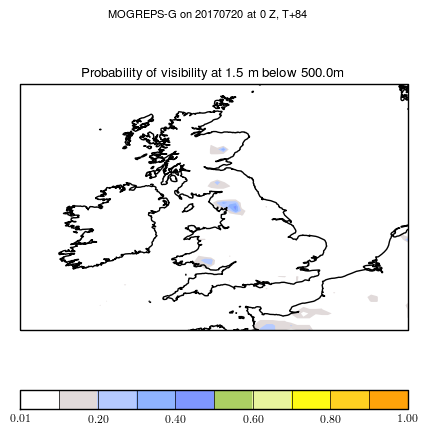 MOGREPS-G on 20170720 at 0 Z, T+84
Probability of visibility at 1.5 m below 500.0m
0.01 0.20 0.40 0.60 0.80 1.00